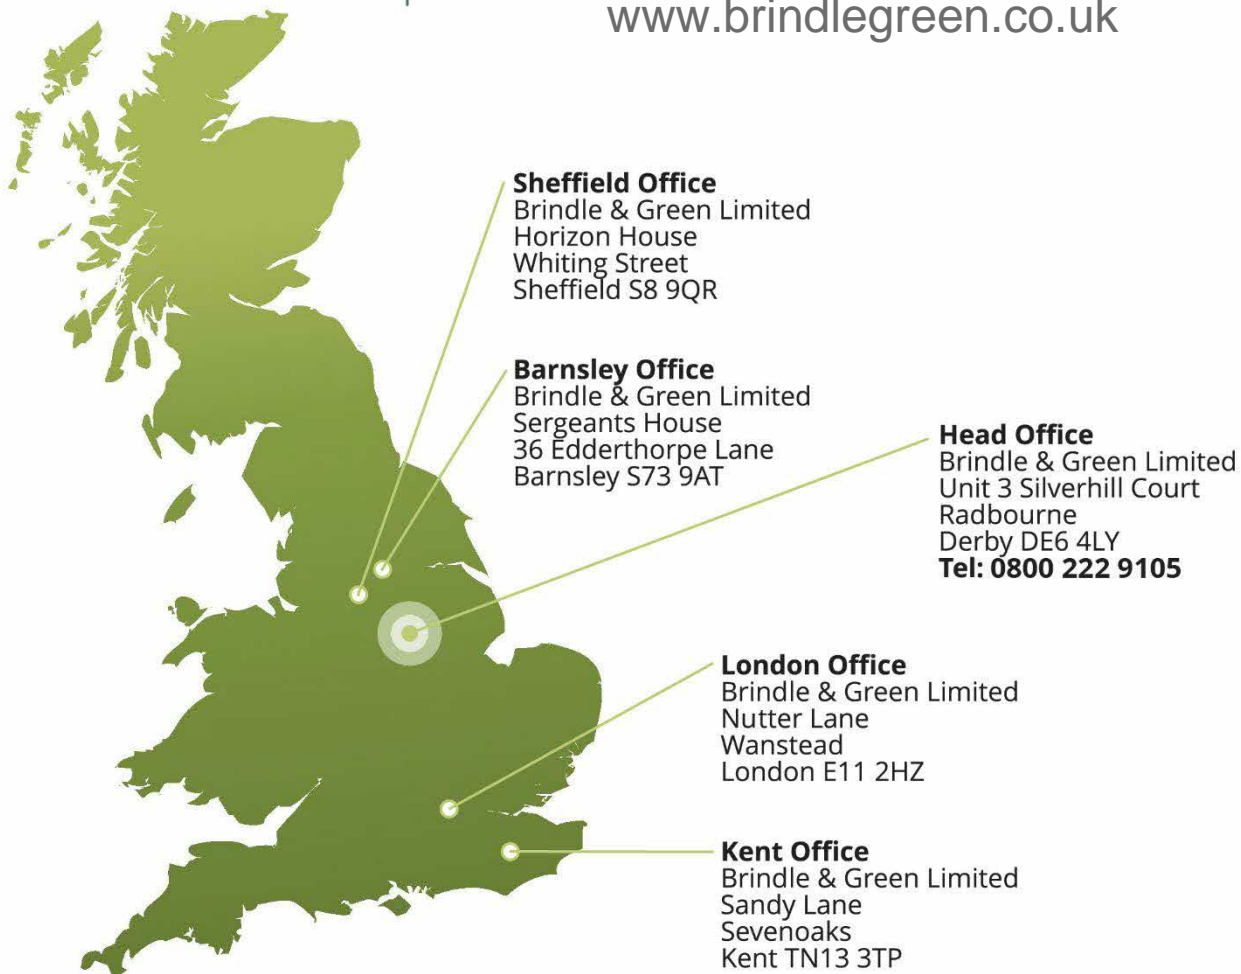 www.brindlegreen.co.uk
Sheffield Office
Brindle & Green Limited
Horizon House
Whiting Street
Sheffield S8 9QR
Barnsley Office
Brindle & Green Limited
Sergeants House
36 Edderthorpe Lane
Barnsley S73 9AT
Head Office
Brindle & Green Limited
Unit 3 Silverhill Court
Radbourne
Derby DE6 4LY
Tel: 0800 222 9105
London Office
Brindle & Green Limited
Nutter Lane
Wanstead
London E11 2HZ
Kent Office
Brindle & Green Limited
Sandy Lane
Sevenoaks
Kent TN13 3TP